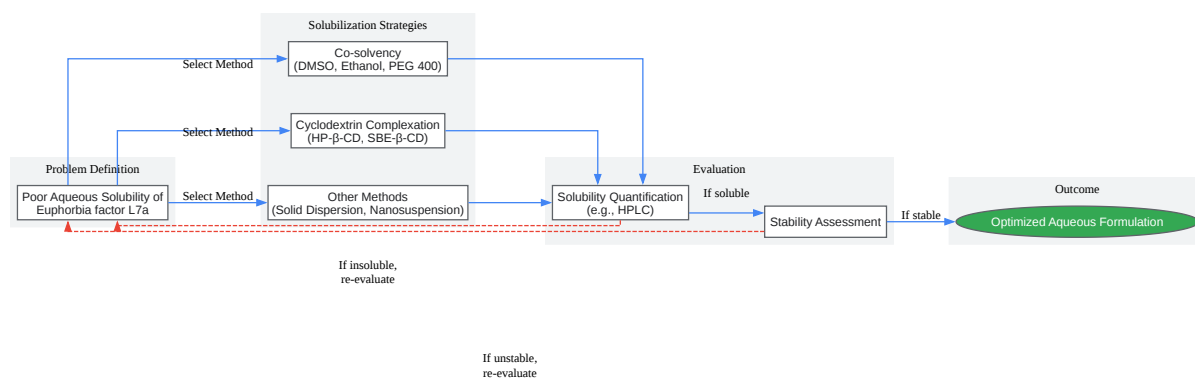 Solubilization Strategies
Co-solvency
(DMSO, Ethanol, PEG 400)
Select Method
Cyclodextrin Complexation
(HP-β-CD, SBE-β-CD)
Select Method
Problem Definition
Poor Aqueous Solubility of
Euphorbia factor L7a
Select Method
Other Methods
(Solid Dispersion, Nanosuspension)
Evaluation
Solubility Quantification
(e.g., HPLC)
If soluble
Stability Assessment
If stable
Outcome
Optimized Aqueous Formulation
If insoluble,
re-evaluate
If unstable,
re-evaluate